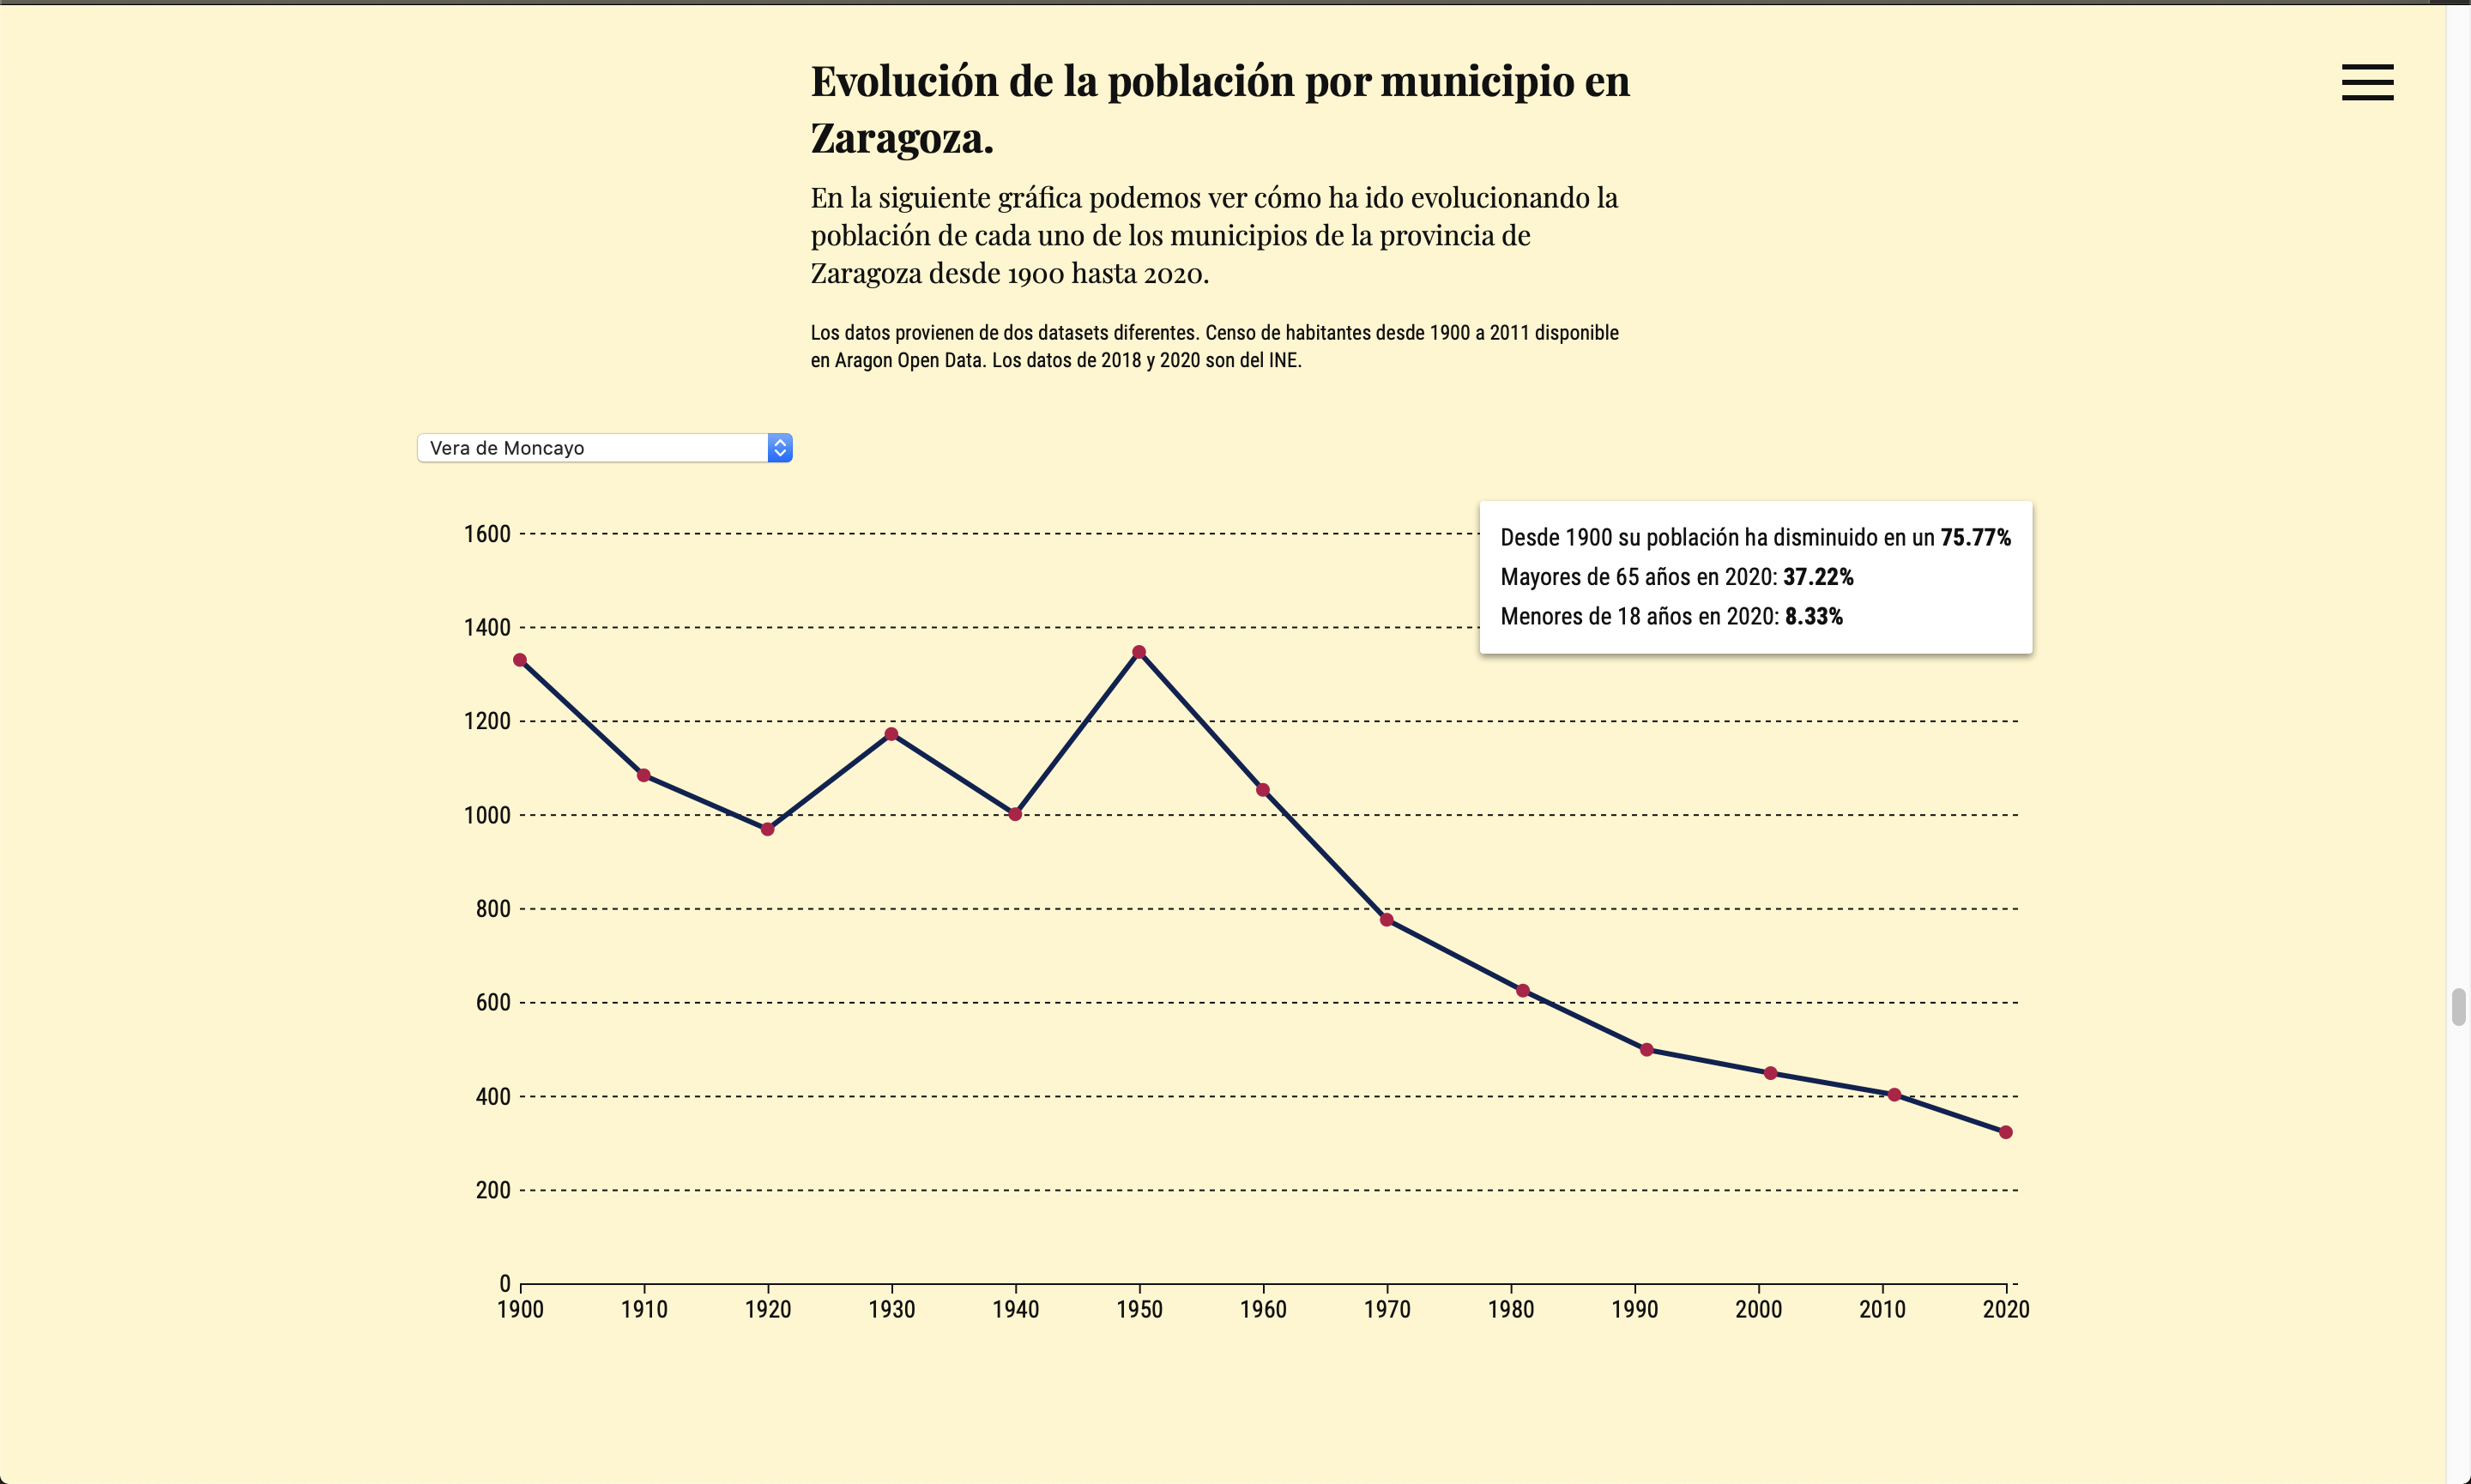 Evolución de la población por municipio en
Zaragoza.
En la siguiente gráfica podemos ver cómo ha ido evolucionando la
población de cada uno de los municipios de la provincia de
Zaragoza desde 1900 hasta 2020.
Los datos provienen de dos datasets diferentes. Censo de habitantes desde 1900 a 2011 disponible
en Aragon Open Data. Los datos de 2018 y 2020 son del INE.
Vera de Moncayo
Desde 1900 su población ha disminuido en un 75.77%
Mayores de 65 años en 2020: 37.22%
Menores de 18 años en 2020: 8.33%
1600
1400
1200
1000
800
600
400
200
0
1900 1910 1920 1930 1940 1950 1960 1970 1980 1990 2000 2010 2020